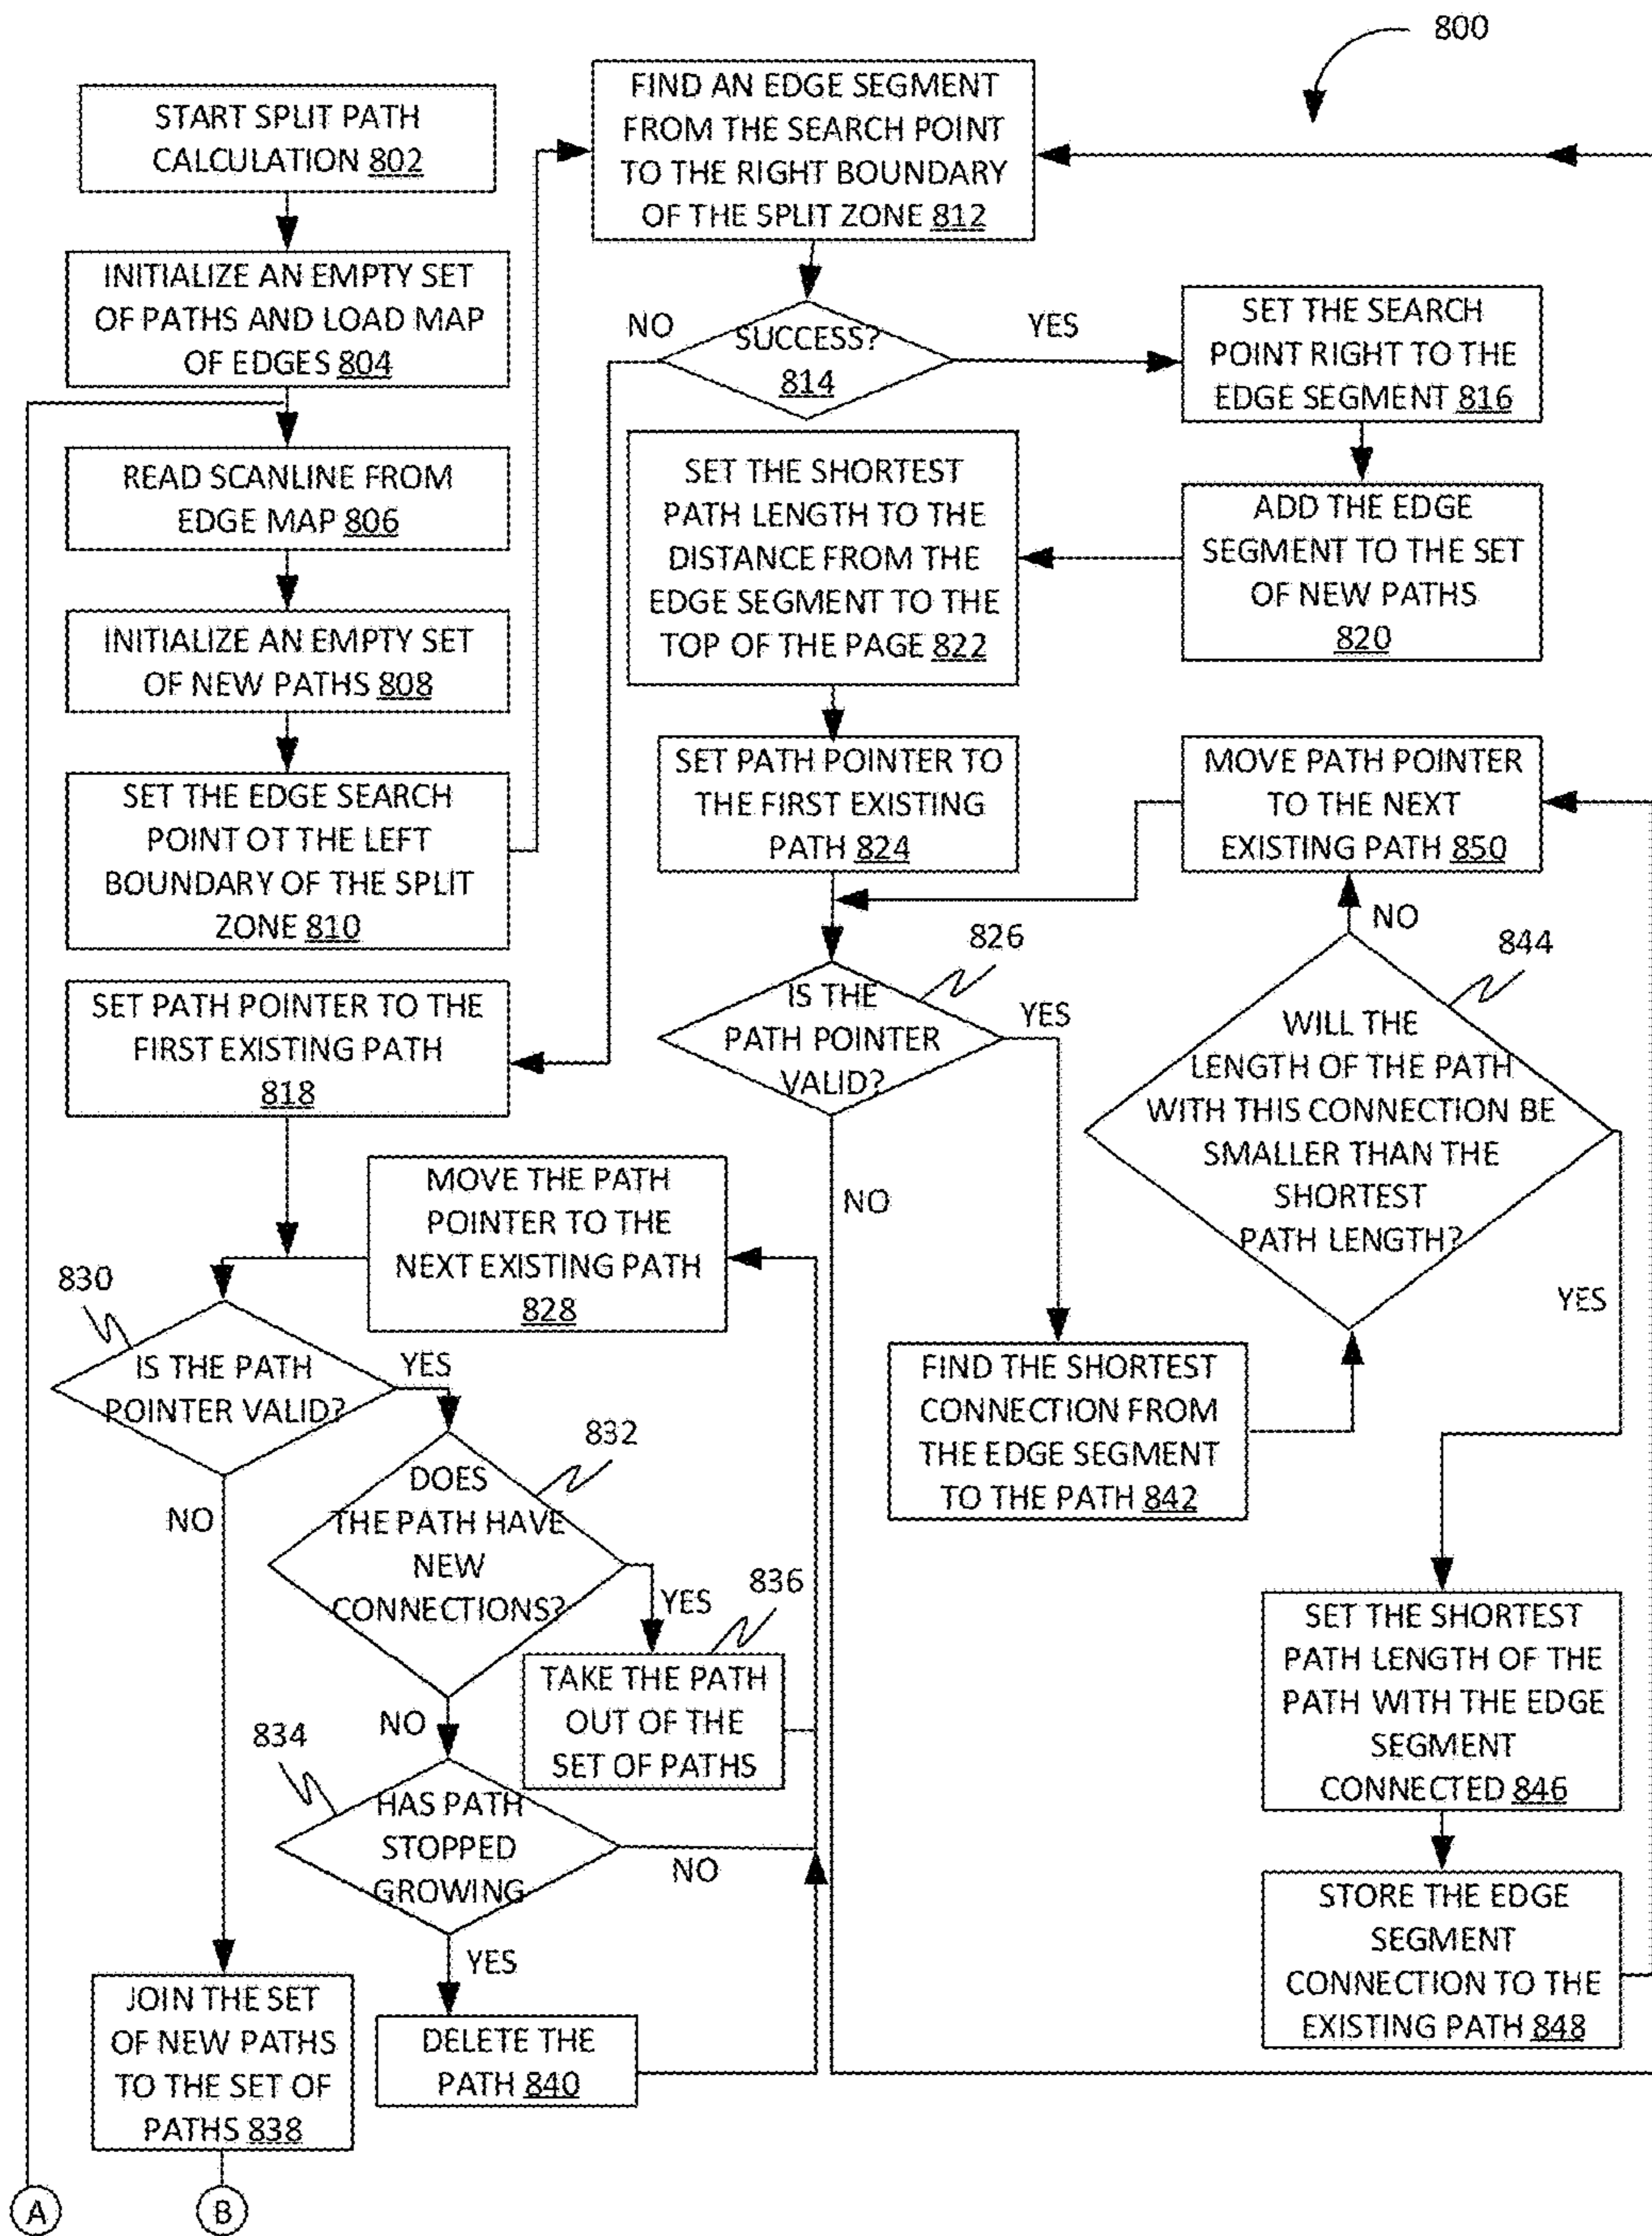 800
START SPLIT PATH
CALCULATION 802
INITIALIZE AN EMPTY SET
OF PATHS AND LOAD MAP
OF EDGES 804
READ SCANLINE FROM
EDGE MAP 806
INITIALIZE AN EMPTY SET
OF NEW PATHS 808
SET THE EDGE SEARCH
POINT OT THE LEFT
BOUNDARY OF THE SPLIT
ZONE 810
FIND AN EDGE SEGMENT
FROM THE SEARCH POINT
TO THE RIGHT BOUNDARY
OF THE SPLIT ZONE 812
NO
SUCCESS?
814
YES
SET THE SEARCH
POINT RIGHT TO THE
EDGE SEGMENT 816
ADD THE EDGE
SEGMENT TO THE SET
OF NEW PATHS
820
SET THE SHORTEST
PATH LENGTH TO THE
DISTANCE FROM THE
EDGE SEGMENT TO THE
TOP OF THE PAGE 822
SET PATH POINTER TO
THE FIRST EXISTING
PATH 824
MOVE PATH POINTER
TO THE NEXT
EXISTING PATH 850
826
IS THE
PATH POINTER
VALID?
YES
NO
NO
844
WILL THE
LENGTH OF THE PATH
WITH THIS CONNECTION BE
SMALLER THAN THE
SHORTEST
PATH LENGTH?
YES
FIND THE SHORTEST
CONNECTION FROM
THE EDGE SEGMENT
TO THE PATH 842
SET THE SHORTEST
PATH LENGTH OF THE
PATH WITH THE EDGE
SEGMENT
CONNECTED 846
STORE THE EDGE
SEGMENT
CONNECTION TO THE
EXISTING PATH 848
SET PATH POINTER TO THE
FIRST EXISTING PATH
818
MOVE THE PATH
POINTER TO THE
NEXT EXISTING PATH
828
830
IS THE PATH
POINTER VALID?
YES
NO
832
DOES
THE PATH HAVE
NEW
CONNECTIONS?
YES
836
TAKE THE PATH
OUT OF THE
SET OF PATHS
NO
834
HAS PATH
STOPPED
GROWING
NO
YES
DELETE THE
PATH 840
JOIN THE SET
OF NEW PATHS
TO THE SET OF
PATHS 838
A
B